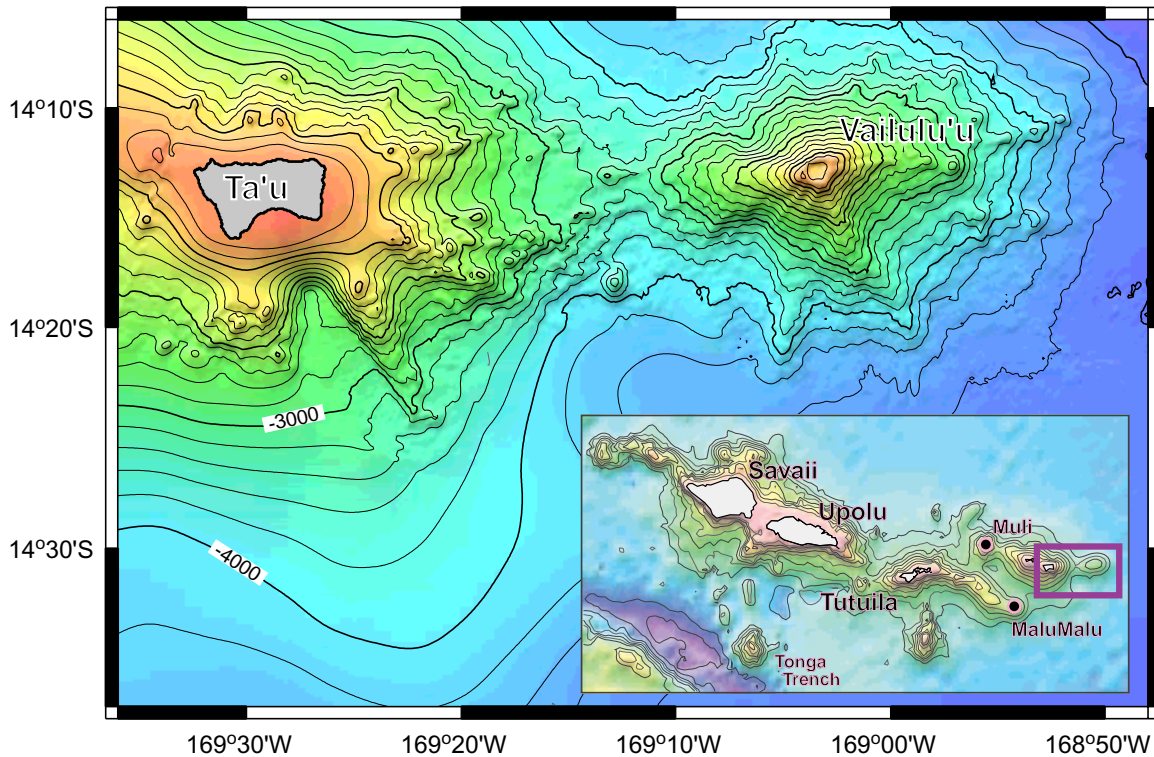 14°10'S
Vailulu'u
Ta'u
14°20'S
-3000
Savaii
Upolu
Muli
14°30'S
-4000
Tutuila
MaluMalu
Tonga
Trench
169°30'W
169°20'W
169°10'W
169°00'W
168°50'W